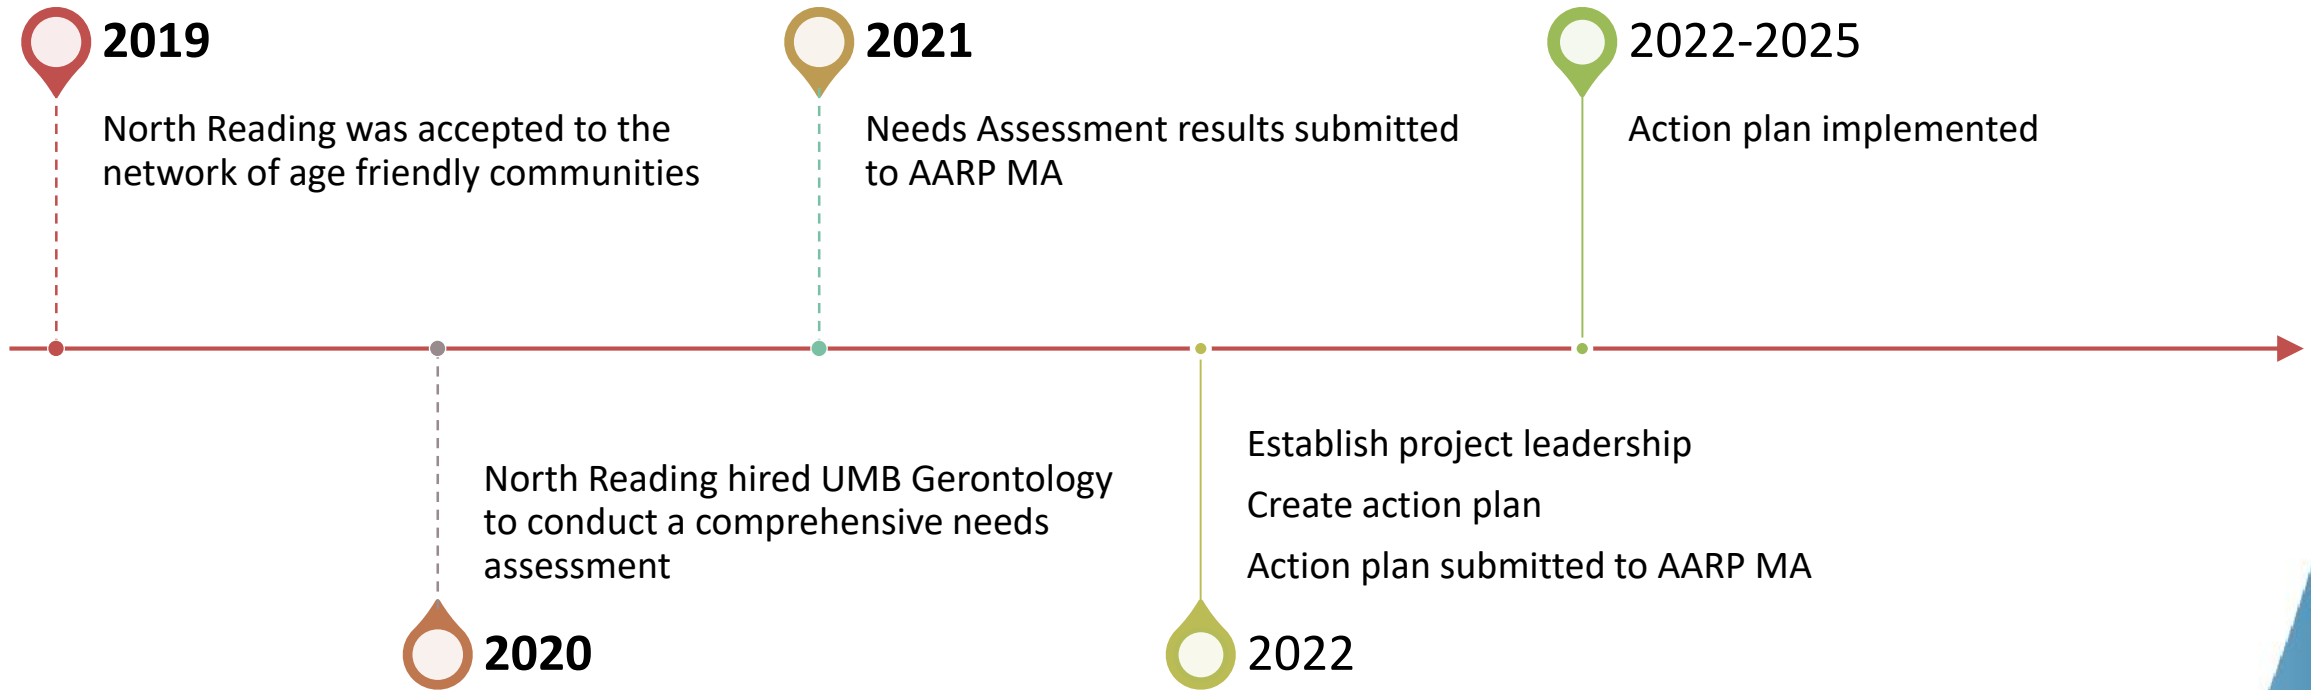 2019
North Reading was accepted to the
network of age friendly communities
2020
North Reading hired UMB Gerontology
to conduct a comprehensive needs
assessment
2021
Needs Assessment results submitted
to AARP MA
2022
Establish project leadership
Create action plan
Action plan submitted to AARP MA
2022-2025
Action plan implemented